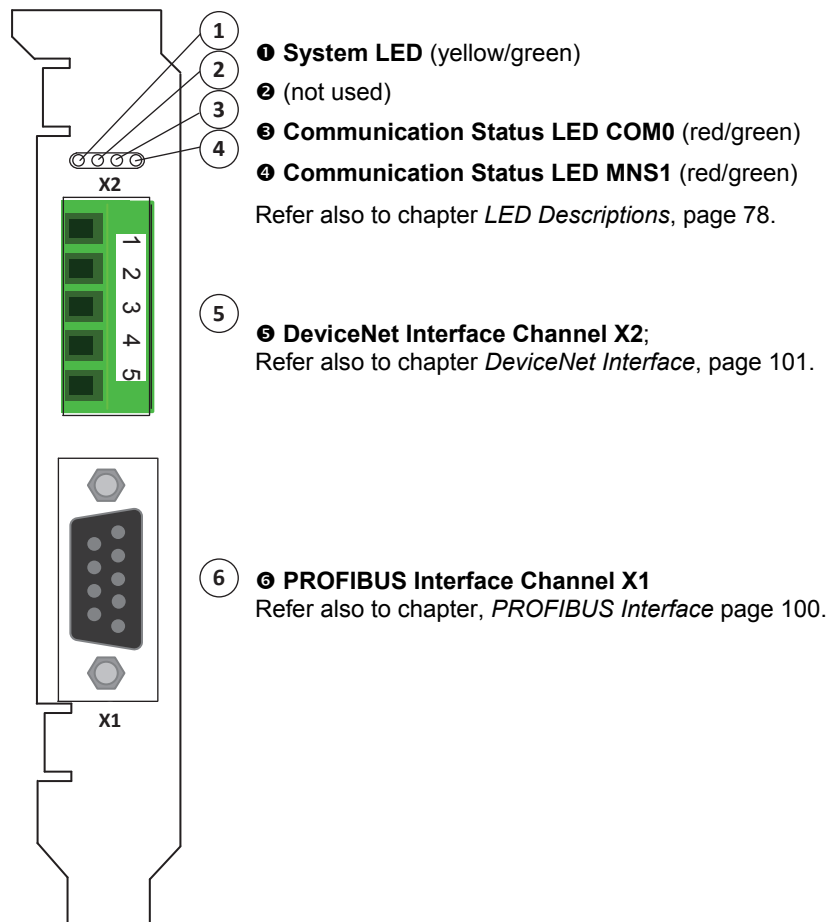 1
2
3
4
❶ System LED (yellow/green)
❷ (not used)
❸ Communication Status LED COM0 (red/green)
❹ Communication Status LED MNS1 (red/green)
Refer also to chapter LED Descriptions, page 78.
X2
1
2
3
4
5
5
❺ DeviceNet Interface Channel X2;
Refer also to chapter DeviceNet Interface, page 101.
6
❻ PROFIBUS Interface Channel X1
Refer also to chapter, PROFIBUS Interface page 100.
X1